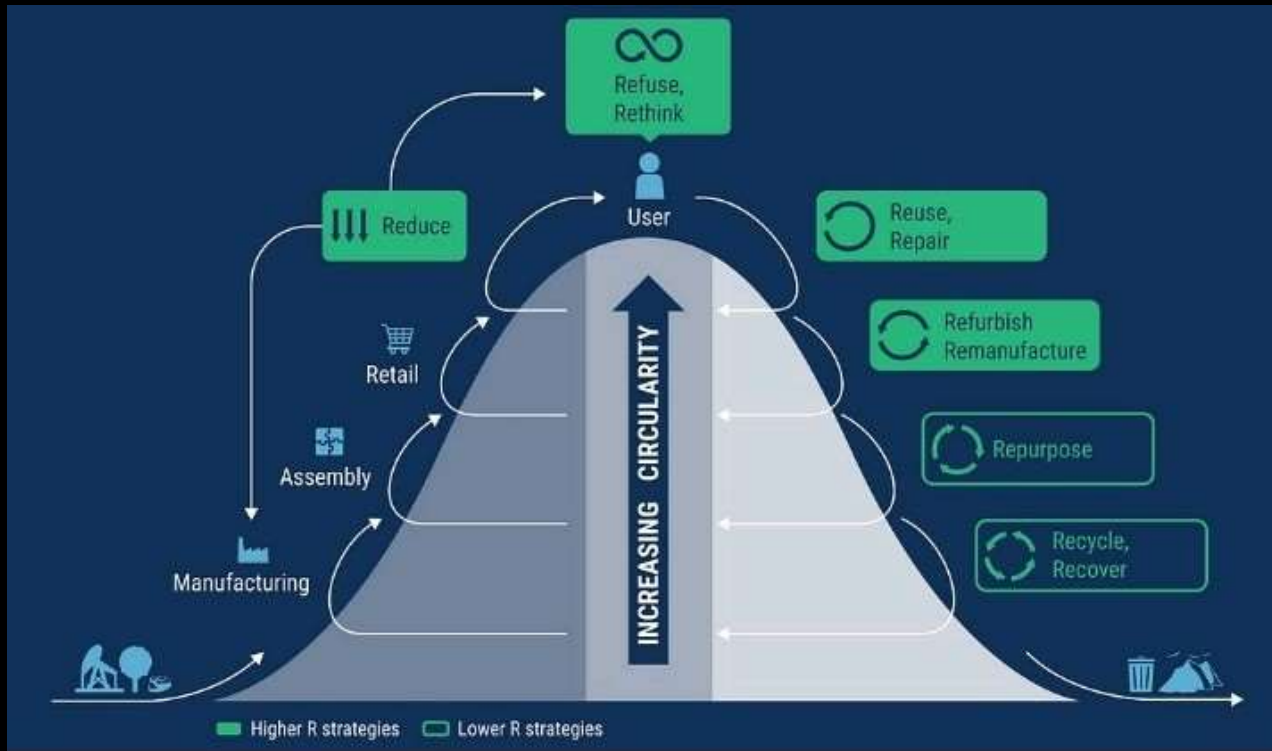 Refuse,
Rethink
User
Reduce
Reuse,
Repair
Refurbish
Remanufacture
Retail
Repurpose
Assembly
Recycle,
Recover
Manufacturing
INCREASING CIRCULARITY
Higher R strategies
Lower R strategies